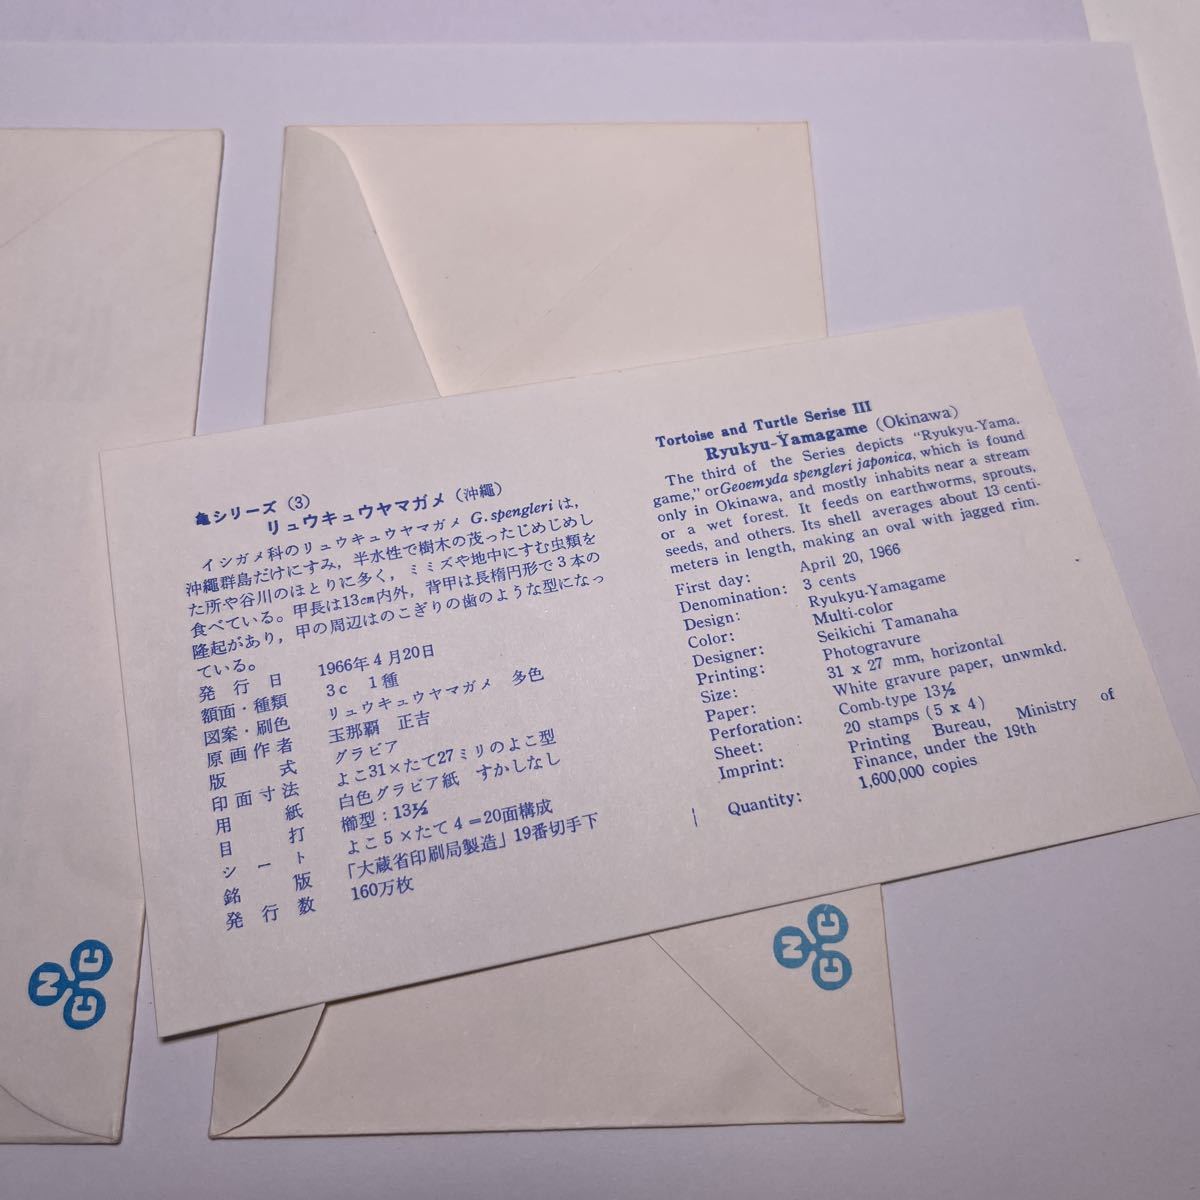 亀シリーズ (3)
リュウキュウヤマガメ (沖繩)
イシガメ科のリュウキュウヤマガメ G. spengleri は,
沖繩群島だけにすみ, 半水性で樹木の茂ったじめじめし
た所や谷川のほとりに多く, ミミズや地中にすむ虫類を
食べている。甲長は13cm内外, 背甲は長楕円形で3本の
隆起があり, 甲の周辺はのこぎりの歯のような型になっ
ている。
発行日 1966年4月20日
額面・種類 3c 1種
図案・刷色 リュウキュウヤマガメ 多色
原画作者 玉那覇 正吉
版式 グラビア
印面寸法 よこ31×たて27ミリのよこ型
用紙 白色グラビア紙 すかしなし
目打 櫛型:13½
シート よこ5×たて4=20面構成
銘版 「大蔵省印刷局製造」19番切手下
発行数 160万枚
Tortoise and Turtle Serise III
Ryukyu-Yamagame (Okinawa)
The third of the Series depicts "Ryukyu-Yama.
game," or Geoemyda spengleri japonica, which is found
only in Okinawa, and mostly inhabits near a stream
or a wet forest. It feeds on earthworms, sprouts,
seeds, and others. Its shell averages about 13 centi-
meters in length, making an oval with jagged rim.
First day: April 20, 1966
Denomination: 3 cents
Design: Ryukyu-Yamagame
Color: Multi-color
Designer: Seikichi Tamanaha
Printing: Photogravure
Size: 31 x 27 mm, horizontal
Paper: White gravure paper, unwmkd.
Perforation: Comb-type 13½
Sheet: 20 stamps (5 x 4)
Imprint: Printing Bureau, Ministry of
Finance, under the 19th
Quantity: 1,600,000 copies
NCC
NCC